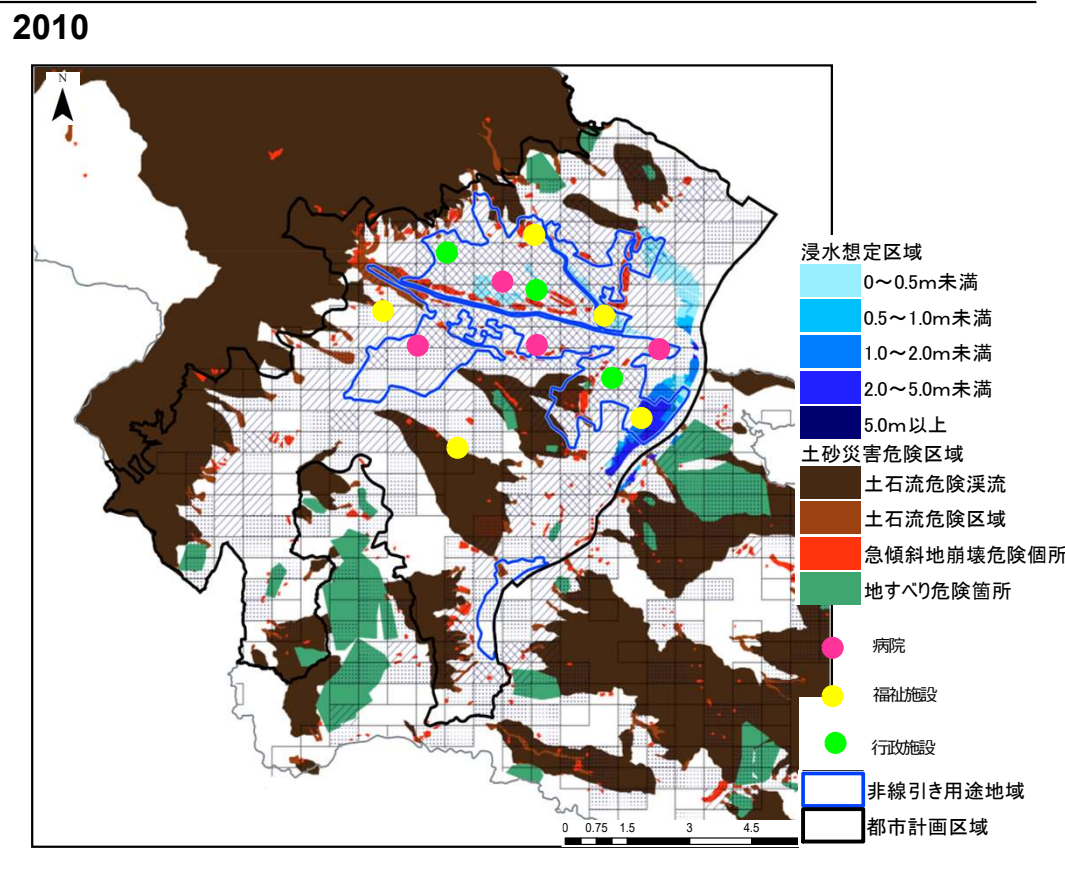 2010
N
浸水想定区域
0～0.5m未満
0.5～1.0m未満
1.0～2.0m未満
2.0～5.0m未満
5.0m以上
土砂災害危険区域
土石流危険渓流
土石流危険区域
急傾斜地崩壊危険個所
地すべり危険箇所
病院
福祉施設
行政施設
非線引き用途地域
都市計画区域
0 0.75 1.5 3 4.5